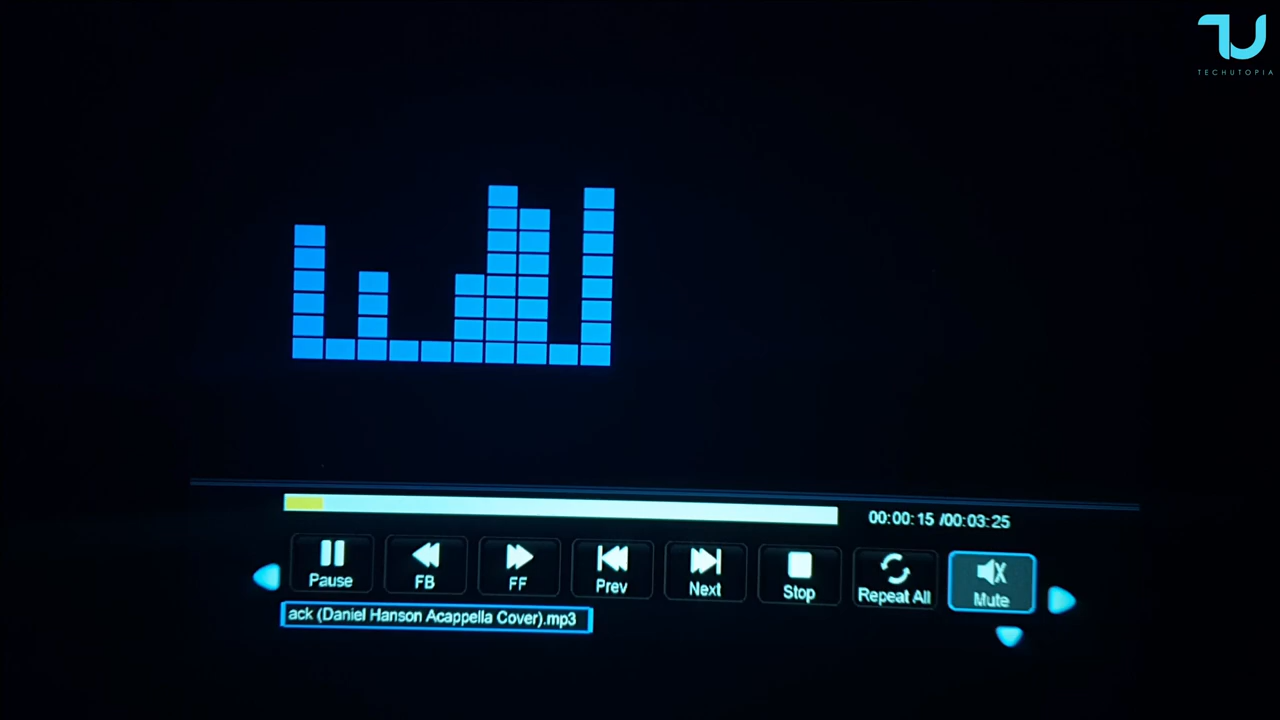 TU
TECHUTOPIA
00:00:15 /00:03:25
Pause
FB
FF
Prev
Next
Stop
Repeat All
Mute
ack (Daniel Hanson Acappella Cover).mp3